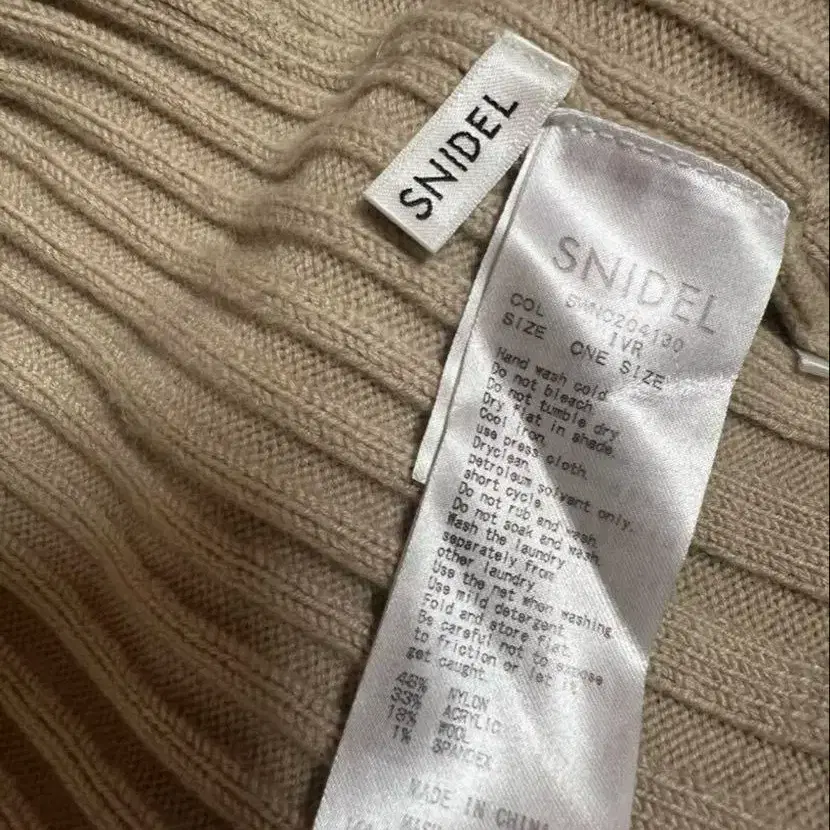 SNIDEL
SNIDEL
SWNO204130
COL IVR
SIZE ONE SIZE
Hand wash cold
Do not bleach
Do not tumble dry
Dry flat in shade
Cool iron
use press cloth
Dryclean
petroleum solvent only.
short cycle
Do not rub and wash
Do not soak and wash
Wash the laundry
separately from
other laundry.
Use the net when washing
Use mild detergent
Fold and store flat.
Be careful not to expose
to friction or let it
get caught.
48% NYLON
33% ACRYLIC
18% WOOL
1% SPANDEX
MADE IN CHINA